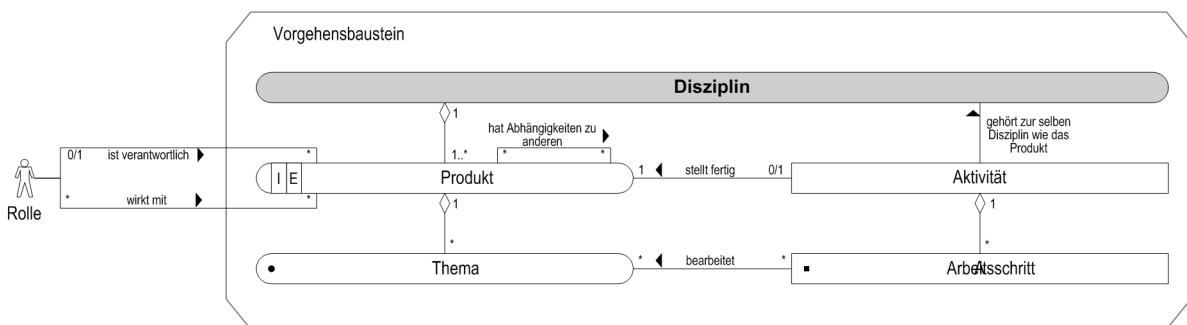 Vorgehensbaustein
Disziplin
1
hat Abhängigkeiten zu
anderen
gehört zur selben
Disziplin wie das
Produkt
0/1 ist verantwortlich *
1..* * *
I E Produkt
1 stellt fertig 0/1
Aktivität
* wirkt mit *
Rolle
1 1
* *
Thema
* bearbeitet *